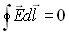 ∮E⃗dl⃗ = 0